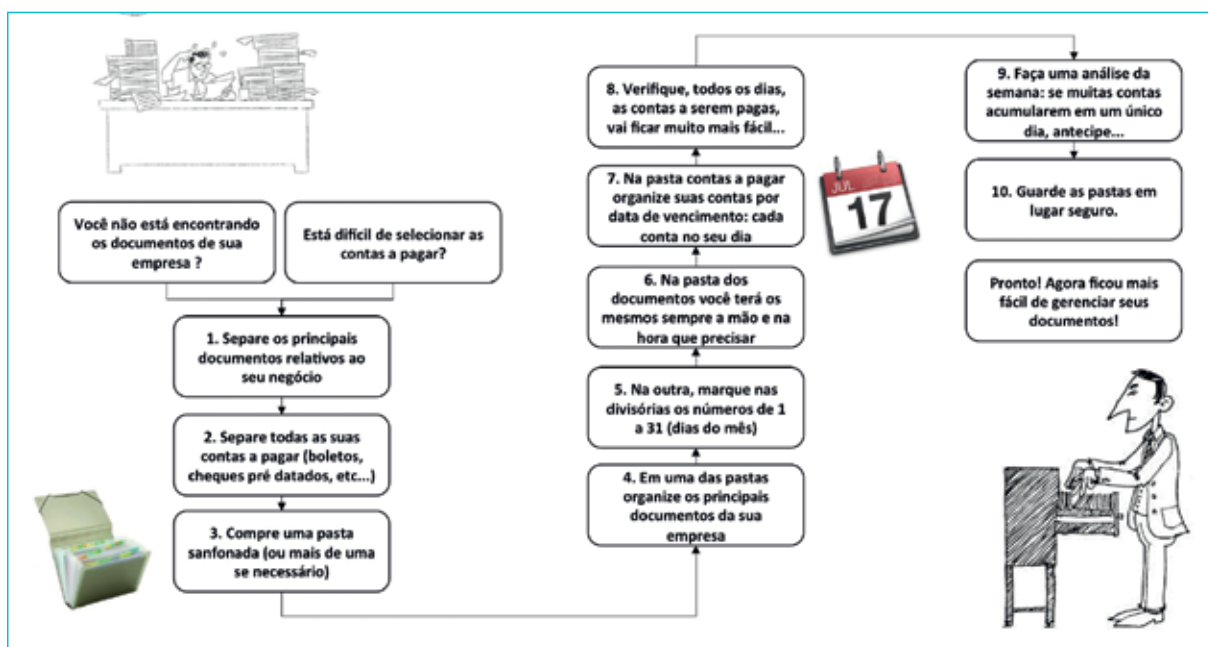 Você não está encontrando
os documentos de sua
empresa ?
Está difícil de selecionar as
contas a pagar?
1. Separe os principais
documentos relativos ao
seu negócio
2. Separe todas as suas
contas a pagar (boletos,
cheques pré datados, etc...)
3. Compre uma pasta
sanfonada (ou mais de uma
se necessário)
4. Em uma das pastas
organize os principais
documentos da sua
empresa
5. Na outra, marque nas
divisórias os números de 1
a 31 (dias do mês)
6. Na pasta dos
documentos você terá os
mesmos sempre a mão e na
hora que precisar
7. Na pasta contas a pagar
organize suas contas por
data de vencimento: cada
conta no seu dia
8. Verifique, todos os dias,
as contas a serem pagas,
vai ficar muito mais fácil...
JUL
17
9. Faça uma análise da
semana: se muitas contas
acumularem em um único
dia, antecipe...
10. Guarde as pastas em
lugar seguro.
Pronto! Agora ficou mais
fácil de gerenciar seus
documentos!